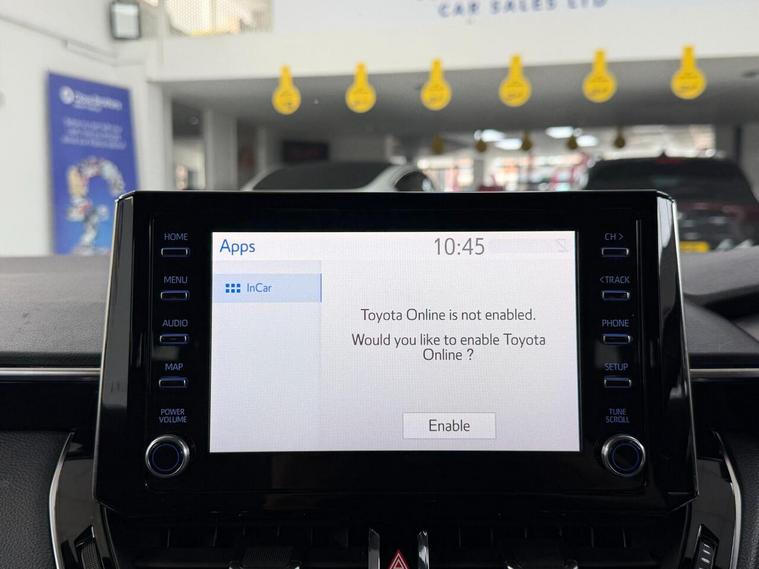 CAR SALES LTD
HOME
MENU
AUDIO
MAP
POWER
VOLUME
Apps
10:45
InCar
Toyota Online is not enabled.
Would you like to enable Toyota
Online ?
Enable
CH >
< TRACK
PHONE
SETUP
TUNE
SCROLL